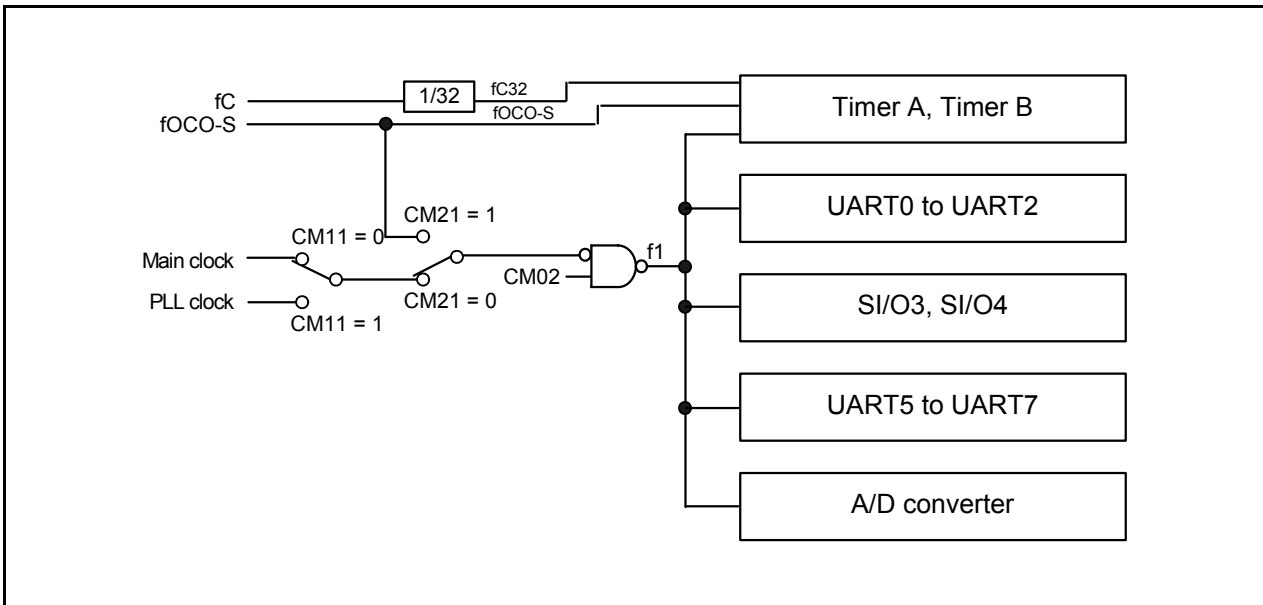 fC
1/32
fC32
Timer A, Timer B
fOCO-S
fOCO-S
UART0 to UART2
CM21 = 1
CM11 = 0
Main clock
f1
CM02
PLL clock
CM21 = 0
CM11 = 1
SI/O3, SI/O4
UART5 to UART7
A/D converter